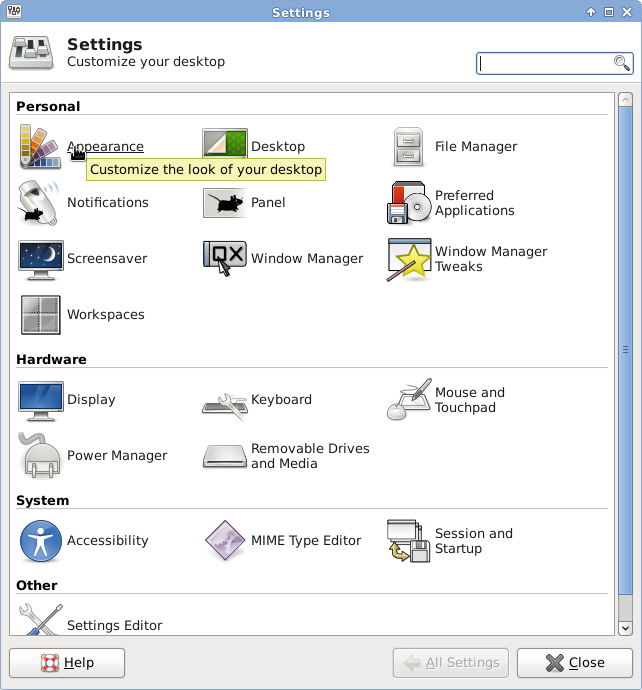 Settings
Settings
Customize your desktop
Personal
Appearance
Desktop
File Manager
Customize the look of your desktop
Notifications
Panel
Preferred
Applications
Screensaver
Window Manager
Window Manager
Tweaks
Workspaces
Hardware
Display
Keyboard
Mouse and
Touchpad
Power Manager
Removable Drives
and Media
System
Accessibility
MIME Type Editor
Session and
Startup
Other
Settings Editor
Help
All Settings
Close